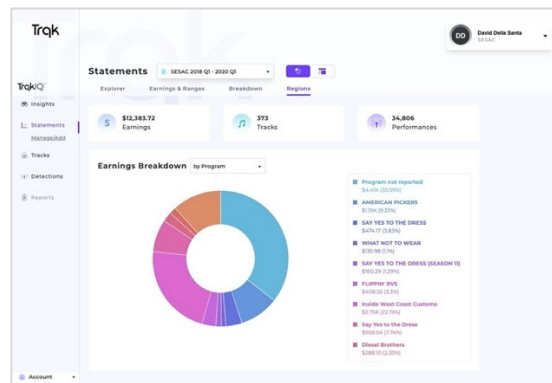 Trqk
DD
David Della Santa
SESAC
Statements
SESAC 2018 Q1 - 2020 Q1
TrqkIQ
Explorer
Earnings & Ranges
Breakdown
Regions
Insights
Statements
Manage/Add
Tracks
Detections
Reports
$12,383.72
Earnings
373
Tracks
34,806
Performances
Earnings Breakdown
by Program
Program not reported
$4.41K (35.59%)
AMERICAN PICKERS
$1.15K (9.33%)
SAY YES TO THE DRESS
$474.17 (3.83%)
WHAT NOT TO WEAR
$135.98 (1.1%)
SAY YES TO THE DRESS (SEASON 11)
$160.29 (1.29%)
FLIPPIN' RVS
$408.55 (3.3%)
Inside West Coast Customs
$2.75K (22.19%)
Say Yes to the Dress
$958.04 (7.74%)
Diesel Brothers
$288.10 (2.33%)
Account